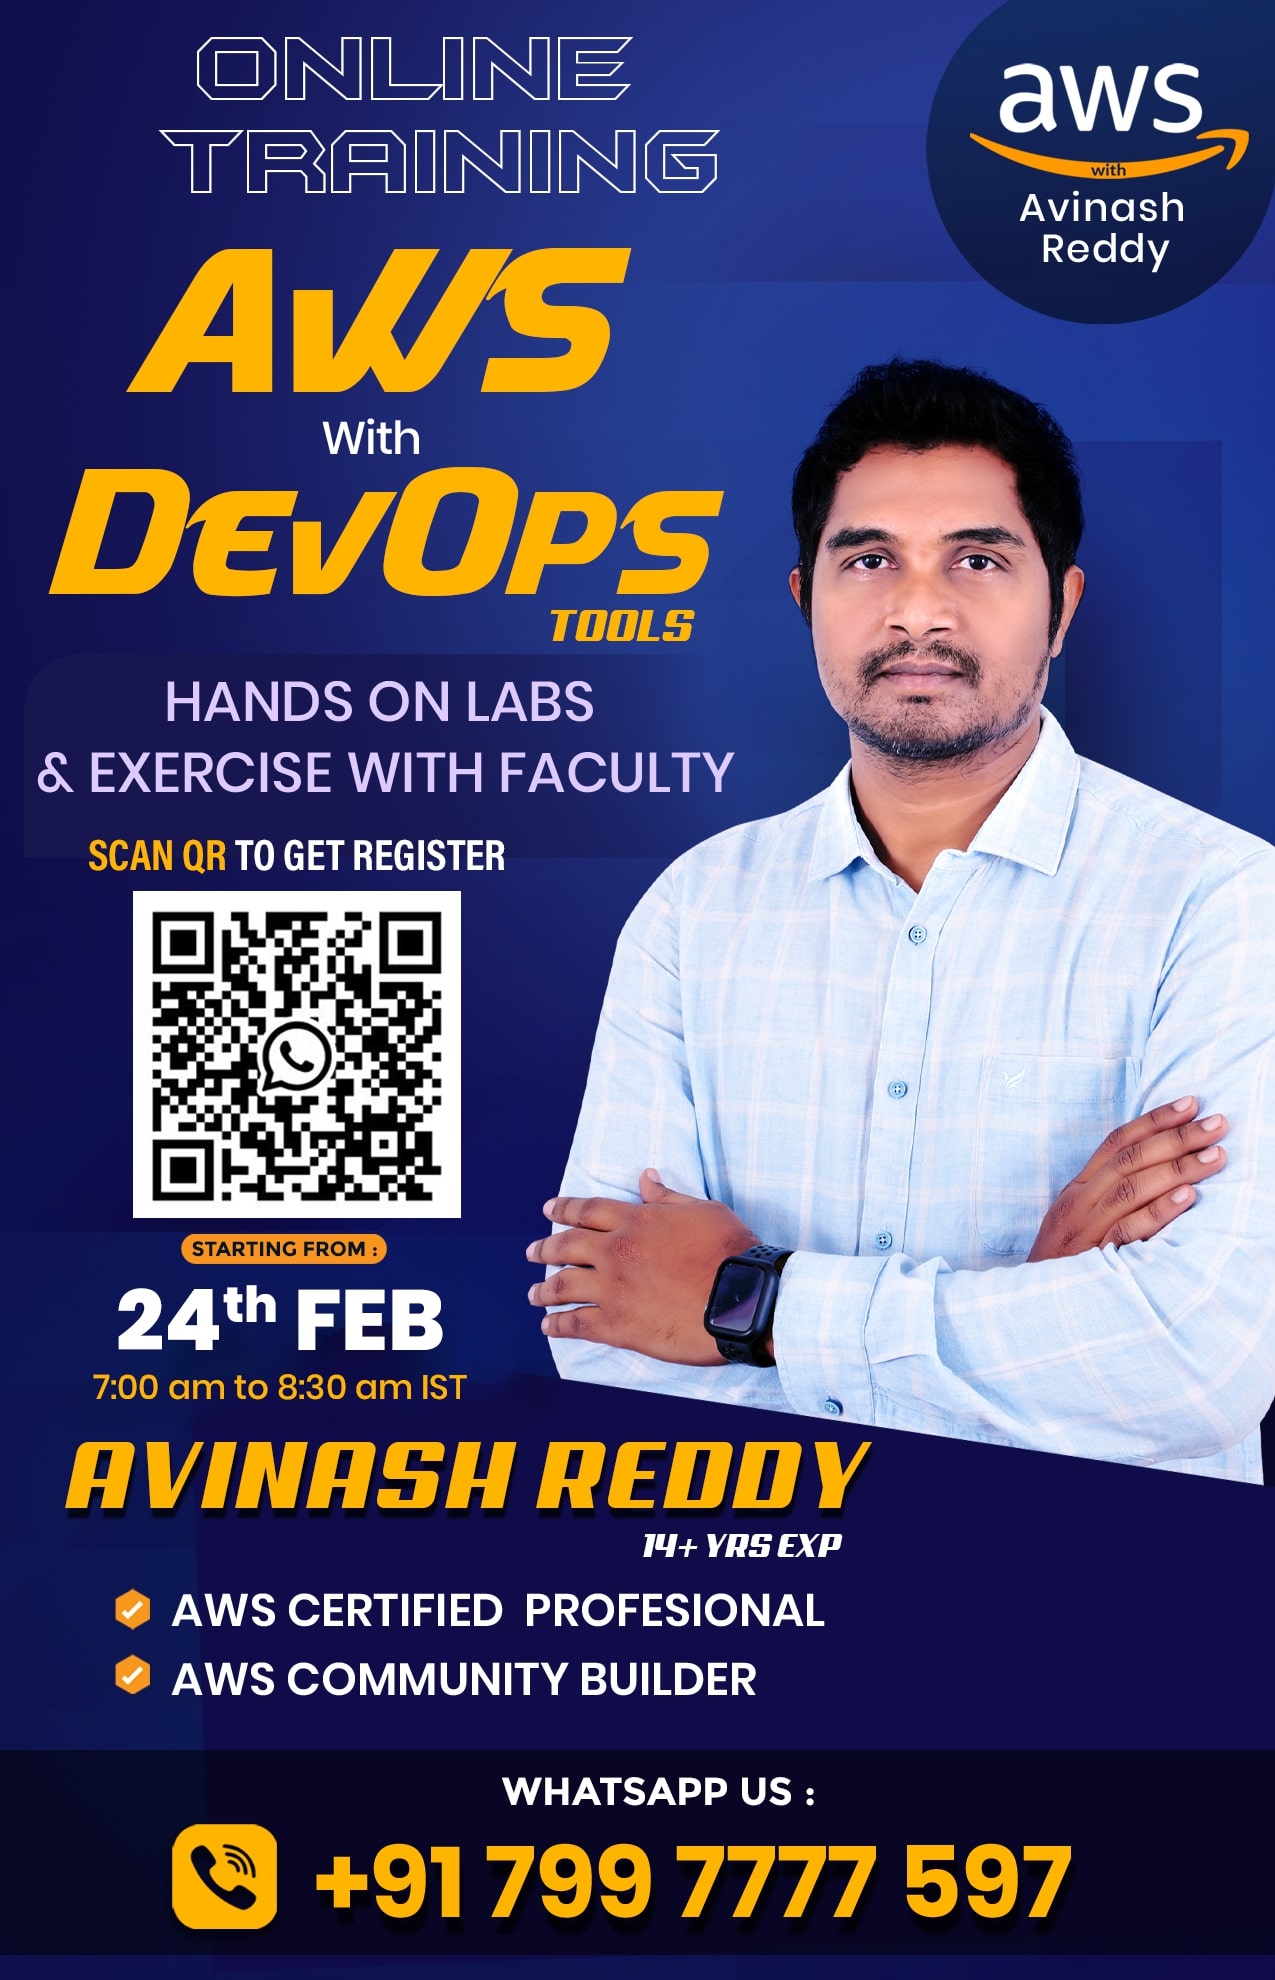 ONLINE
TRAINING
aws
with
Avinash
Reddy
AWS
With
DEVOPS
TOOLS
HANDS ON LABS
& EXERCISE WITH FACULTY
SCAN QR TO GET REGISTER
STARTING FROM :
24th FEB
7:00 am to 8:30 am IST
AVINASH REDDY
14+ YRS EXP
AWS CERTIFIED PROFESIONAL
AWS COMMUNITY BUILDER
WHATSAPP US :
+91 799 7777 597